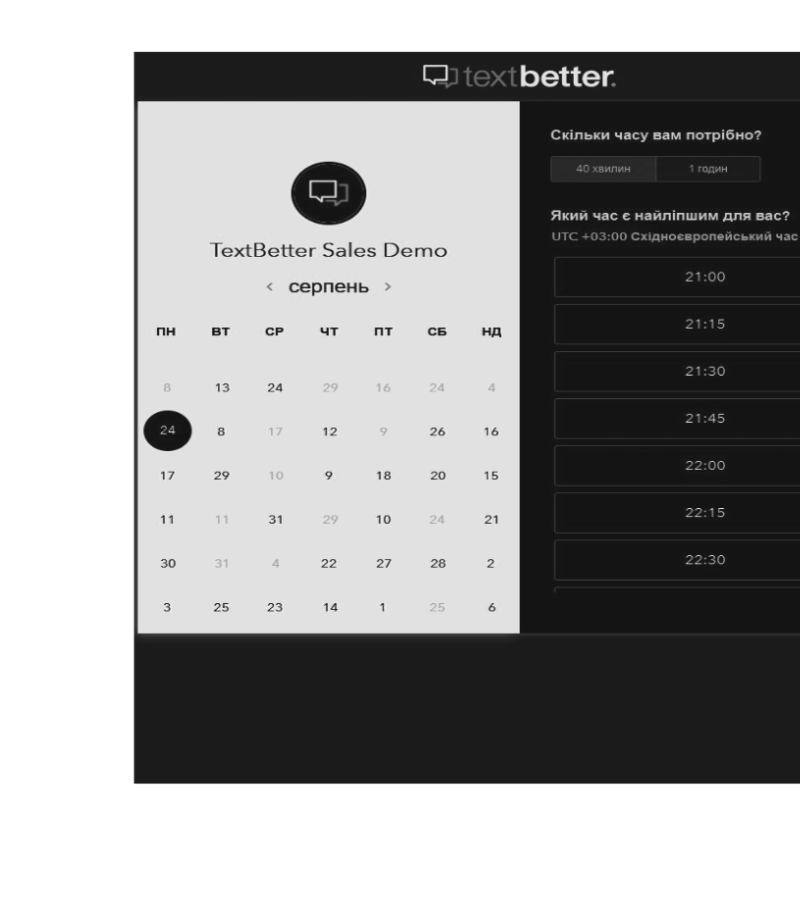 textbetter.
TextBetter Sales Demo
< серпень >
ПН ВТ СР ЧТ ПТ СБ НД
8 13 24 29 16 24 4
24 8 17 12 9 26 16
17 29 10 9 18 20 15
11 11 31 29 10 24 21
30 31 4 22 27 28 2
3 25 23 14 1 25 6
Скільки часу вам потрібно?
40 хвилин 1 годин
Який час є найліпшим для вас?
UTC +03:00 Східноєвропейський час
21:00
21:15
21:30
21:45
22:00
22:15
22:30